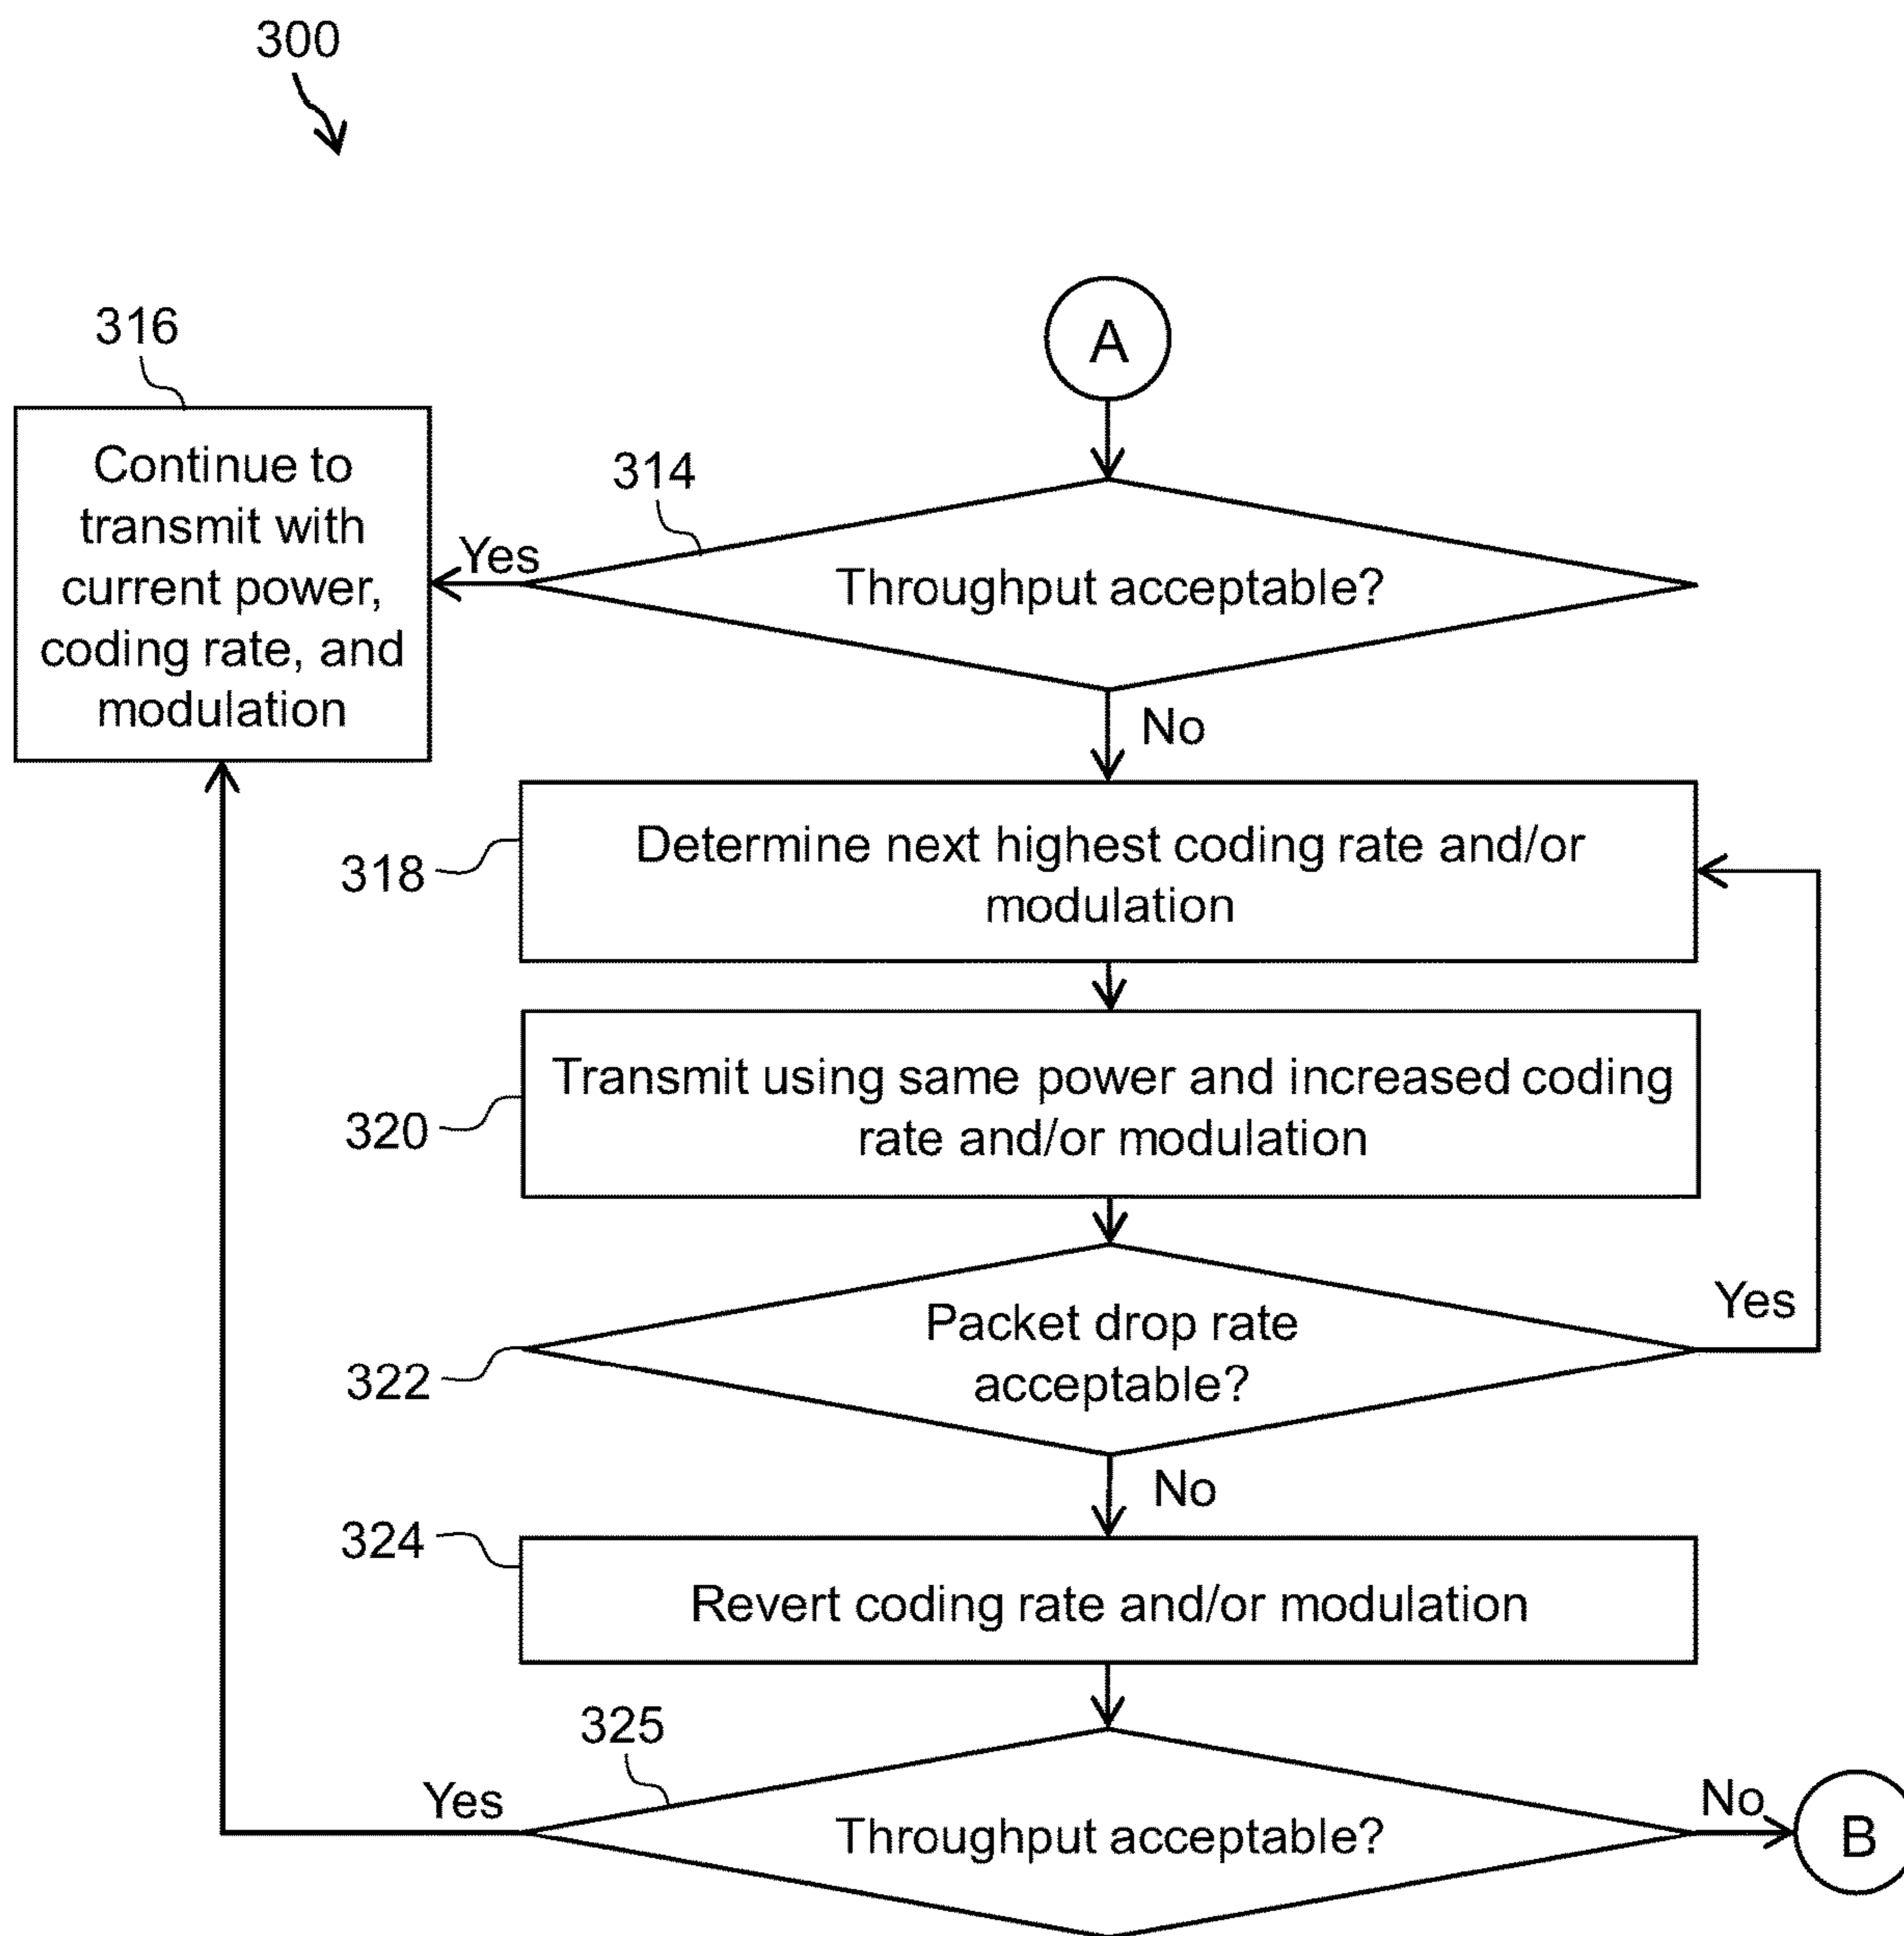 300
A
316
Continue to
transmit with
current power,
coding rate, and
modulation
314
Yes
Throughput acceptable?
No
318
Determine next highest coding rate and/or
modulation
320
Transmit using same power and increased coding
rate and/or modulation
322
Packet drop rate
acceptable?
Yes
No
324
Revert coding rate and/or modulation
325
Yes
Throughput acceptable?
No
B